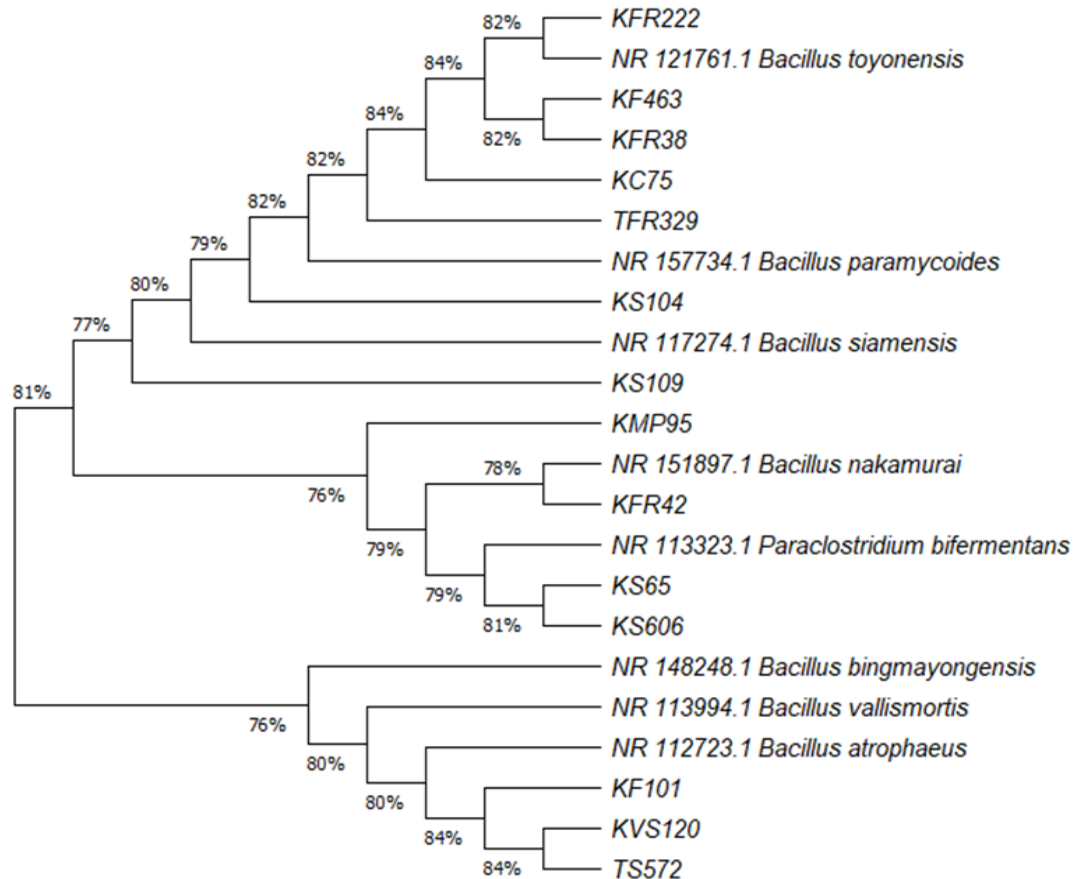 82%
KFR222
NR 121761.1 Bacillus toyonensis
84%
KF463
82%
KFR38
84%
KC75
82%
TFR329
82%
NR 157734.1 Bacillus paramycoides
79%
KS104
80%
NR 117274.1 Bacillus siamensis
77%
KS109
81%
KMP95
78%
NR 151897.1 Bacillus nakamurai
76%
KFR42
79%
NR 113323.1 Paraclostridium bifermentans
79%
KS65
81%
KS606
NR 148248.1 Bacillus bingmayongensis
76%
NR 113994.1 Bacillus vallismortis
80%
NR 112723.1 Bacillus atrophaeus
80%
KF101
84%
KVS120
84%
TS572